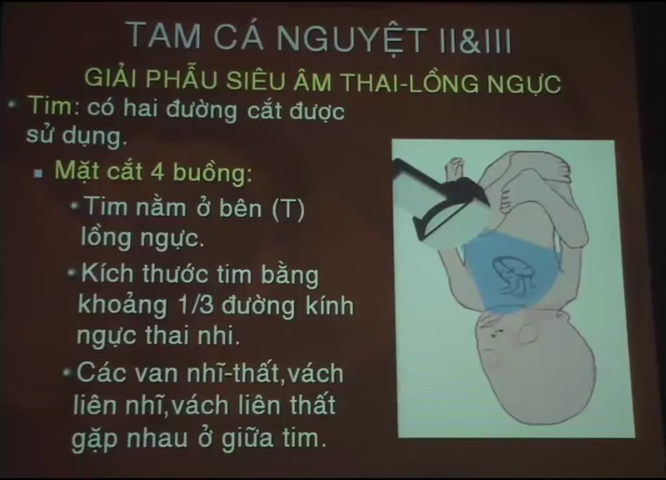 TAM CÁ NGUYỆT II&III
GIẢI PHẪU SIÊU ÂM THAI-LỒNG NGỰC
• Tim: có hai đường cắt được
sử dụng.
▪ Mặt cắt 4 buồng:
• Tim nằm ở bên (T)
lồng ngực.
• Kích thước tim bằng
khoảng 1/3 đường kính
ngực thai nhi.
• Các van nhĩ-thất,vách
liên nhĩ,vách liên thất
gặp nhau ở giữa tim.